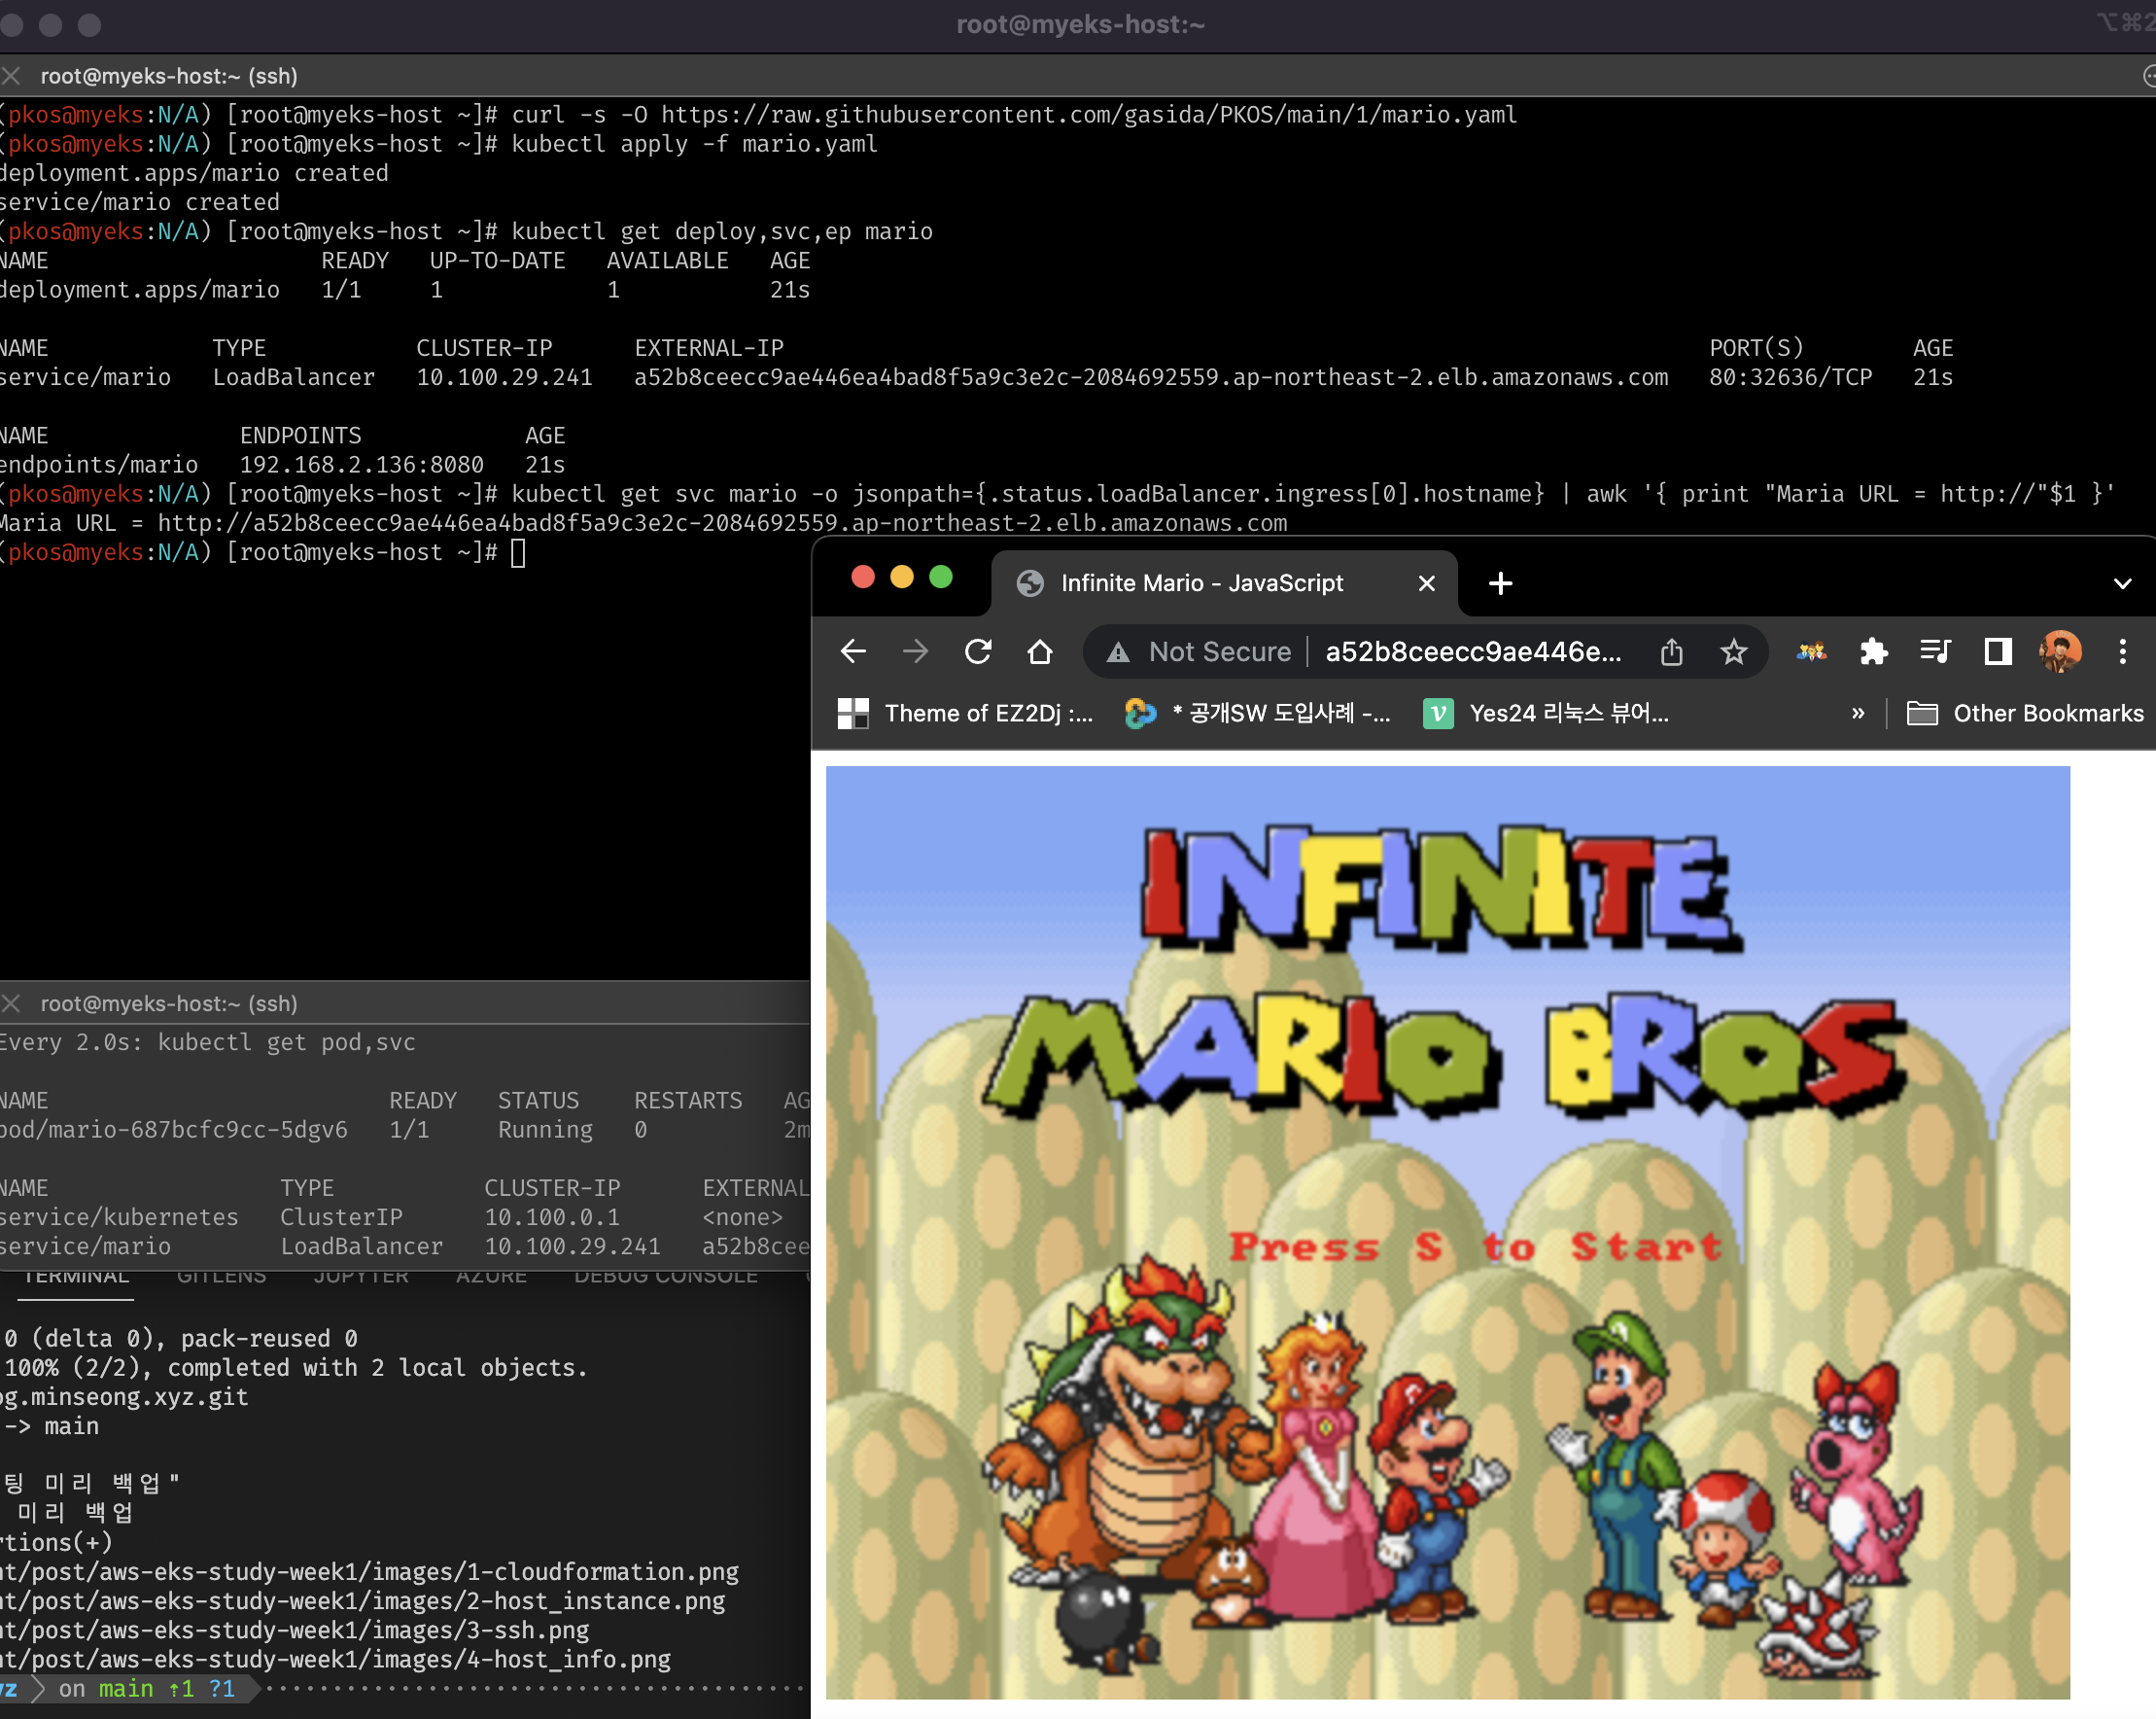 root@myeks-host:~
⌥⌘2
root@myeks-host:~ (ssh)
(pkos@myeks:N/A) [root@myeks-host ~]# curl -s -O https://raw.githubusercontent.com/gasida/PKOS/main/1/mario.yaml
(pkos@myeks:N/A) [root@myeks-host ~]# kubectl apply -f mario.yaml
deployment.apps/mario created
service/mario created
(pkos@myeks:N/A) [root@myeks-host ~]# kubectl get deploy,svc,ep mario
NAME READY UP-TO-DATE AVAILABLE AGE
deployment.apps/mario 1/1 1 1 21s
NAME TYPE CLUSTER-IP EXTERNAL-IP PORT(S) AGE
service/mario LoadBalancer 10.100.29.241 a52b8ceecc9ae446ea4bad8f5a9c3e2c-2084692559.ap-northeast-2.elb.amazonaws.com 80:32636/TCP 21s
NAME ENDPOINTS AGE
endpoints/mario 192.168.2.136:8080 21s
(pkos@myeks:N/A) [root@myeks-host ~]# kubectl get svc mario -o jsonpath={.status.loadBalancer.ingress[0].hostname} | awk '{ print "Maria URL = http://"$1 }'
Maria URL = http://a52b8ceecc9ae446ea4bad8f5a9c3e2c-2084692559.ap-northeast-2.elb.amazonaws.com
(pkos@myeks:N/A) [root@myeks-host ~]#
Infinite Mario - JavaScript
Not Secure a52b8ceecc9ae446e...
Theme of EZ2Dj :... * 공개SW 도입사례 -... Yes24 리눅스 뷰어... » Other Bookmarks
INFINITE
MARIO BROS
Press S to Start
root@myeks-host:~ (ssh)
Every 2.0s: kubectl get pod,svc
NAME READY STATUS RESTARTS AG
pod/mario-687bcfc9cc-5dgv6 1/1 Running 0 2m
NAME TYPE CLUSTER-IP EXTERNAL
service/kubernetes ClusterIP 10.100.0.1 <none>
service/mario LoadBalancer 10.100.29.241 a52b8cee
TERMINAL GITLENS JUPYTER AZURE DEBUG CONSOLE
0 (delta 0), pack-reused 0
100% (2/2), completed with 2 local objects.
og.minseong.xyz.git
-> main
팅 미리 백업"
미리 백업
rtions(+)
nt/post/aws-eks-study-week1/images/1-cloudformation.png
nt/post/aws-eks-study-week1/images/2-host_instance.png
nt/post/aws-eks-study-week1/images/3-ssh.png
nt/post/aws-eks-study-week1/images/4-host_info.png
yz on main ⇡1 ?1